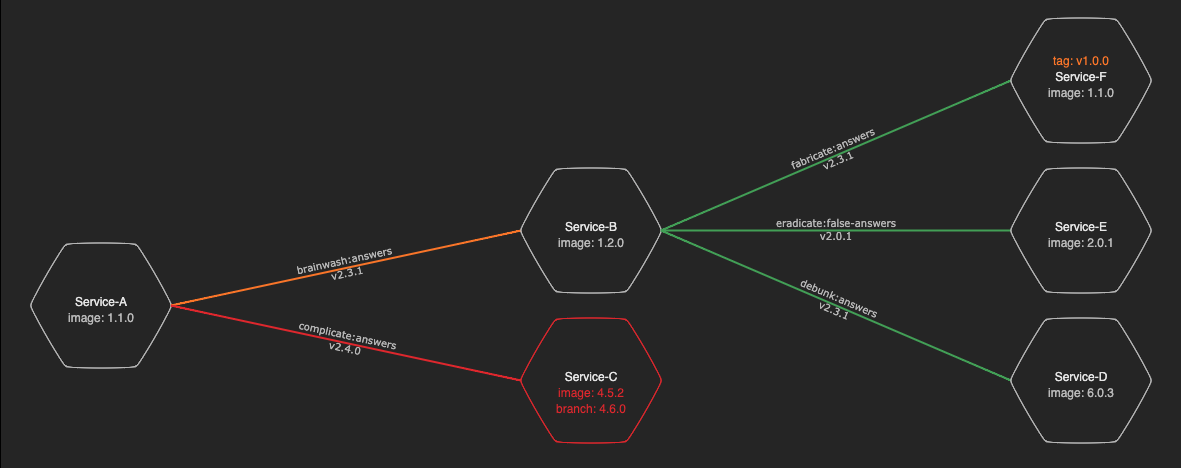 Service-A
image: 1.1.0
brainwash:answers
v2.3.1
complicate:answers
v2.4.0
Service-B
image: 1.2.0
Service-C
image: 4.5.2
branch: 4.6.0
fabricate:answers
v2.3.1
eradicate:false-answers
v2.0.1
debunk:answers
v2.3.1
tag: v1.0.0
Service-F
image: 1.1.0
Service-E
image: 2.0.1
Service-D
image: 6.0.3